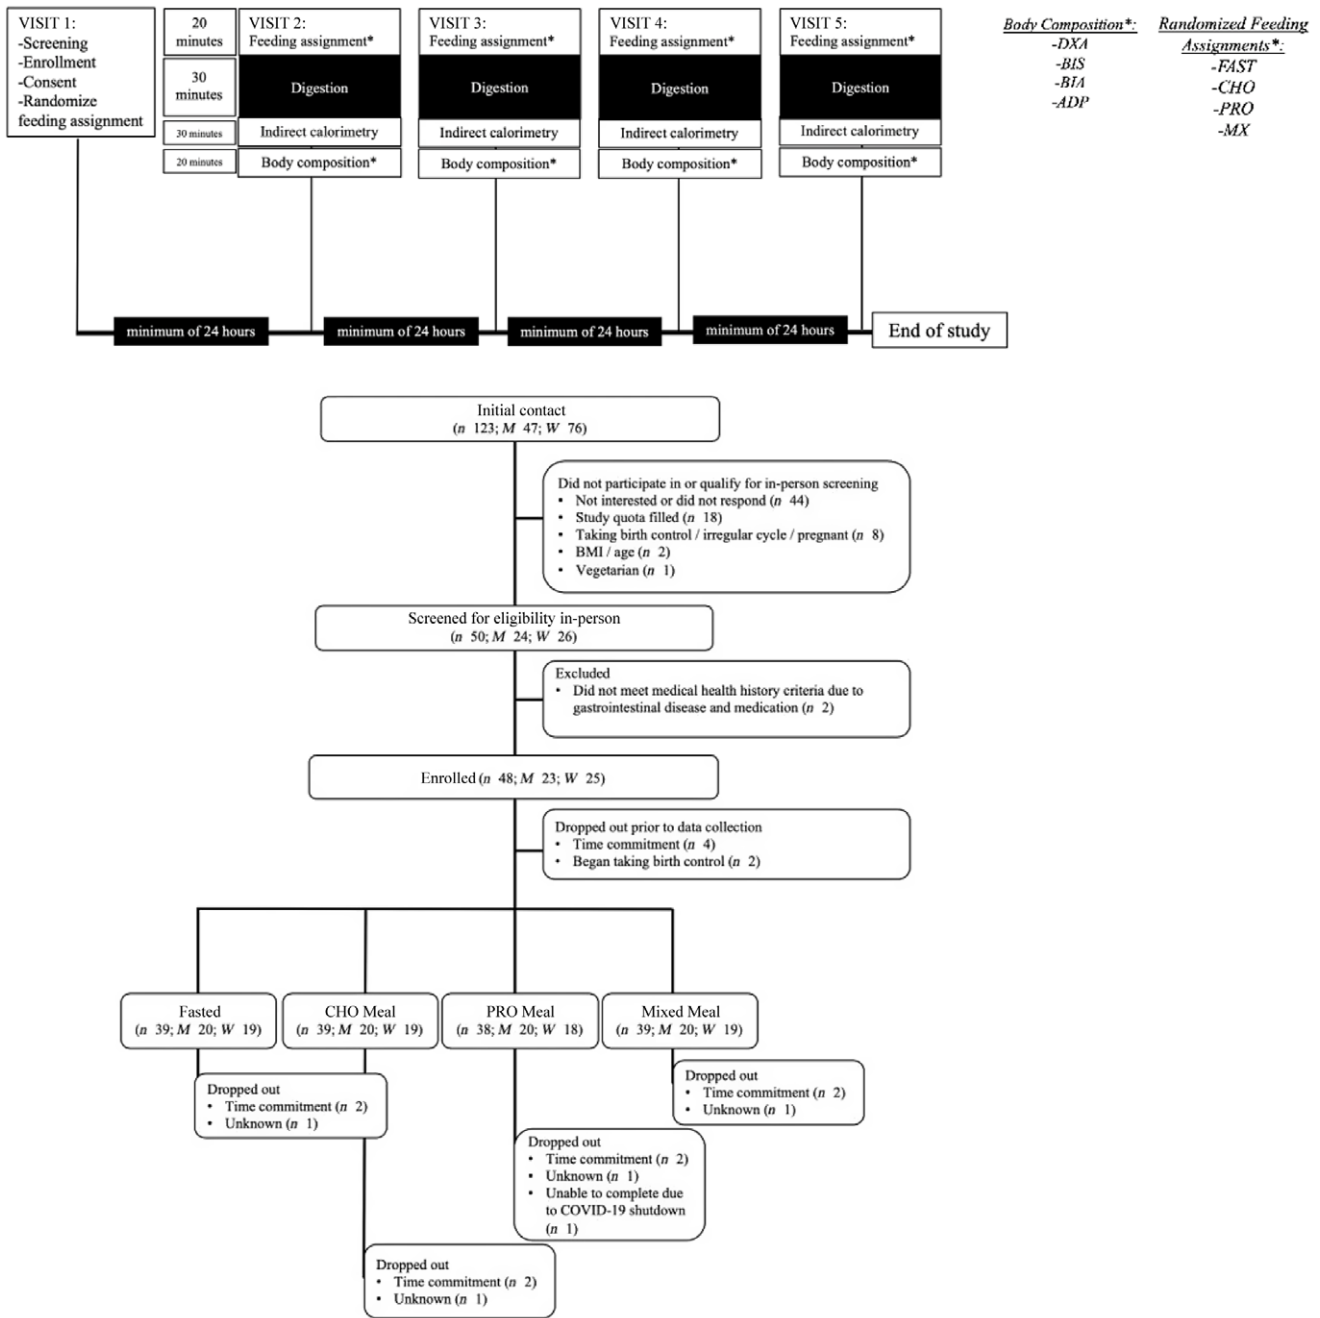 VISIT 1:
-Screening
-Enrollment
-Consent
-Randomize
feeding assignment
20
minutes
30
minutes
30 minutes
20 minutes
VISIT 2:
Feeding assignment*
Digestion
Indirect calorimetry
Body composition*
VISIT 3:
Feeding assignment*
Digestion
Indirect calorimetry
Body composition*
VISIT 4:
Feeding assignment*
Digestion
Indirect calorimetry
Body composition*
VISIT 5:
Feeding assignment*
Digestion
Indirect calorimetry
Body composition*
Body Composition*:
-DXA
-BIS
-BIA
-ADP
Randomized Feeding
Assignments*:
-FAST
-CHO
-PRO
-MX
minimum of 24 hours
minimum of 24 hours
minimum of 24 hours
minimum of 24 hours
End of study
Initial contact
(n 123; M 47; W 76)
Did not participate in or qualify for in-person screening
• Not interested or did not respond (n 44)
• Study quota filled (n 18)
• Taking birth control / irregular cycle / pregnant (n 8)
• BMI / age (n 2)
• Vegetarian (n 1)
Screened for eligibility in-person
(n 50; M 24; W 26)
Excluded
• Did not meet medical health history criteria due to
gastrointestinal disease and medication (n 2)
Enrolled (n 48; M 23; W 25)
Dropped out prior to data collection
• Time commitment (n 4)
• Began taking birth control (n 2)
Fasted
(n 39; M 20; W 19)
CHO Meal
(n 39; M 20; W 19)
PRO Meal
(n 38; M 20; W 18)
Mixed Meal
(n 39; M 20; W 19)
Dropped out
• Time commitment (n 2)
• Unknown (n 1)
Dropped out
• Time commitment (n 2)
• Unknown (n 1)
Dropped out
• Time commitment (n 2)
• Unknown (n 1)
• Unable to complete due
to COVID-19 shutdown
(n 1)
Dropped out
• Time commitment (n 2)
• Unknown (n 1)